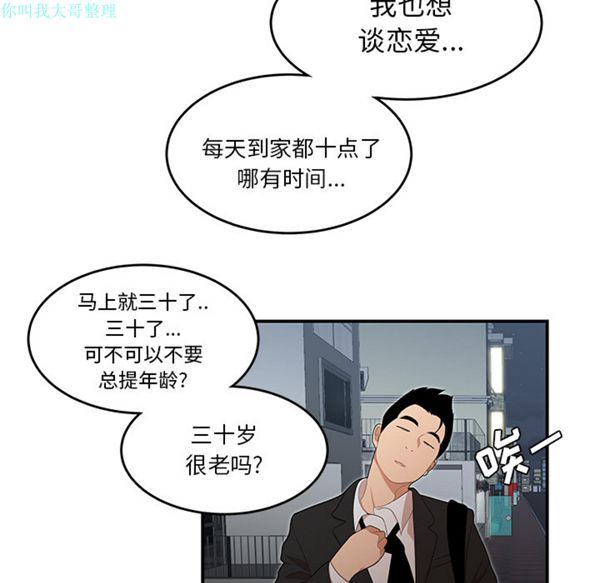 你叫我大哥整理
我也想
谈恋爱...
每天到家都十点了
哪有时间...
马上就三十了..
三十了...
可不可以不要
总提年龄?
三十岁
很老吗?
唉一